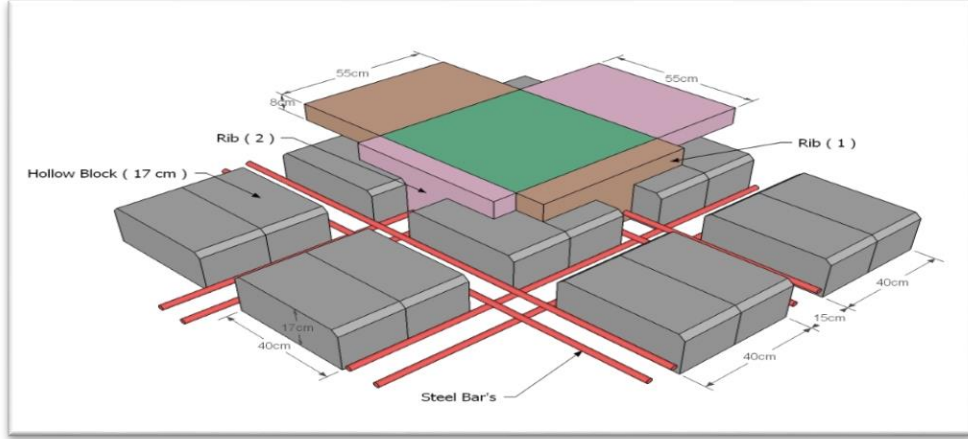 55cm
55cm
8cm
Rib ( 2 )
Rib ( 1 )
Hollow Block ( 17 cm )
40cm
15cm
17cm
40cm
40cm
Steel Bar's